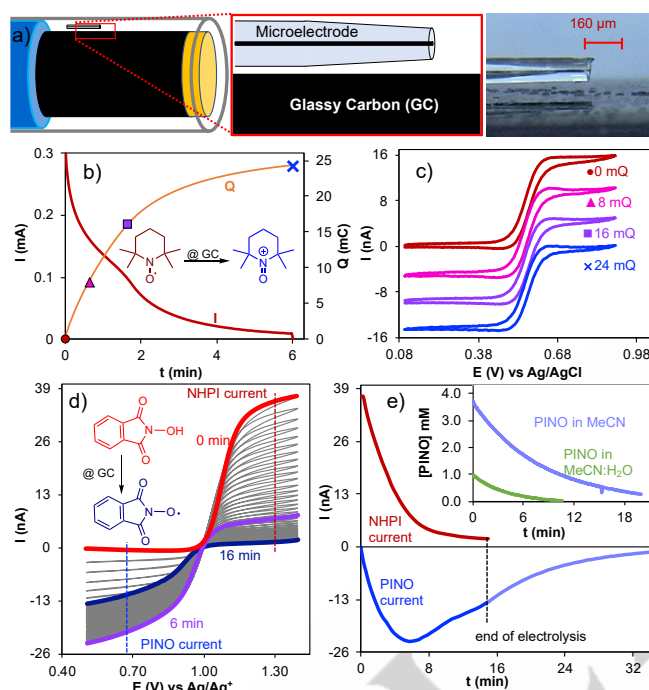 a)
Microelectrode
Glassy Carbon (GC)
160 µm
b)
0.3
0.2
0.1
0
I (mA)
25
20
15
10
5
0
Q (mC)
Q
I
N
O
@ GC
N
O
0 2 4 6
t (min)
c)
16
8
0
-8
-16
I (nA)
0 mQ
8 mQ
16 mQ
24 mQ
0.08 0.38 0.68 0.98
E (V) vs Ag/AgCl
d)
39
26
13
0
-13
-26
I (nA)
NHPI current
0 min
O
N-OH
O
@ GC
O
N-O•
O
16 min
6 min
PINO current
0.40 0.70 1.00 1.30
E (V) vs Ag/Ag⁺
e)
39
26
13
0
-13
-26
I (nA)
4.0
3.0
2.0
1.0
0.0
[PINO] mM
PINO in MeCN
PINO in
MeCN:H₂O
0 6 12 18
t (min)
NHPI
current
PINO
current
end of electrolysis
0 8 16 24 32
t (min)